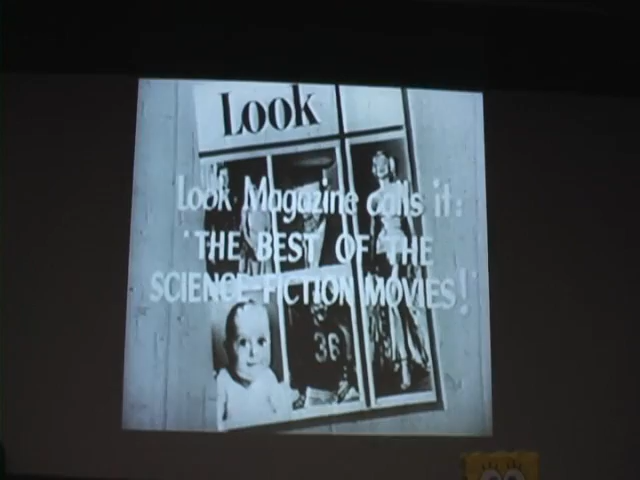 Look
Look Magazine calls it:
"THE BEST OF THE
SCIENCE-FICTION MOVIES!"
36